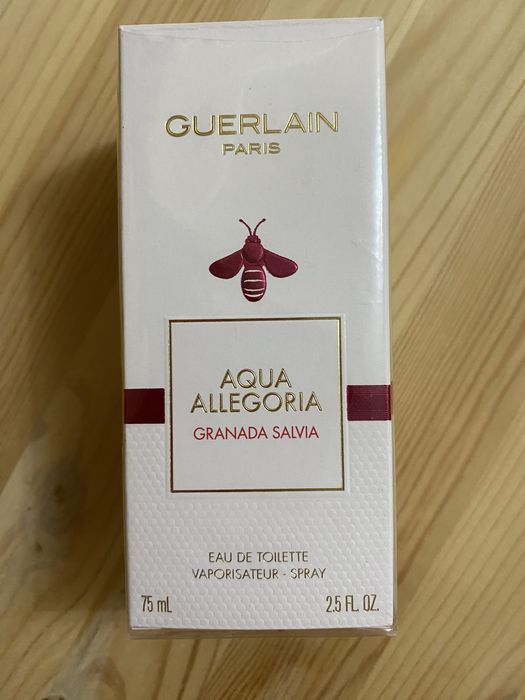 GUERLAIN
PARIS
AQUA
ALLEGORIA
GRANADA SALVIA
EAU DE TOILETTE
VAPORISATEUR - SPRAY
75 mL 2.5 FL. OZ.